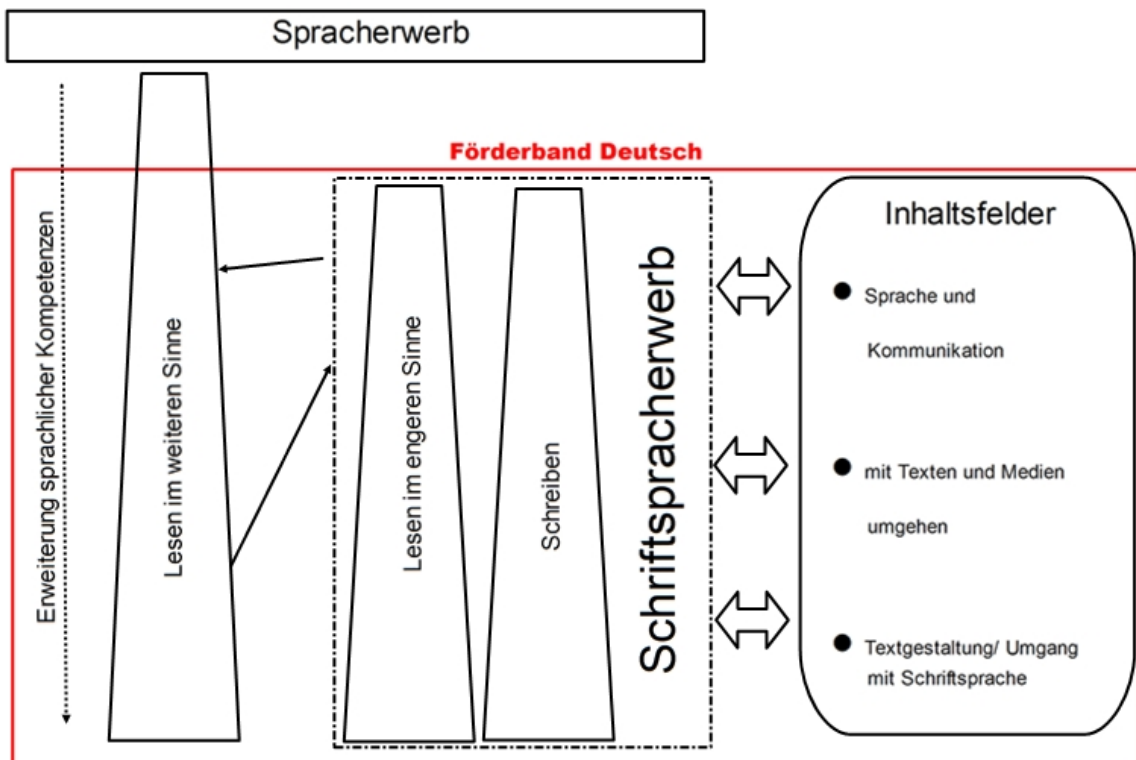 Spracherwerb
Förderband Deutsch
Erweiterung sprachlicher Kompetenzen
Lesen im weiteren Sinne
Lesen im engeren Sinne
Schreiben
Schriftspracherwerb
Inhaltsfelder
Sprache und
Kommunikation
mit Texten und Medien
umgehen
Textgestaltung/ Umgang
mit Schriftsprache